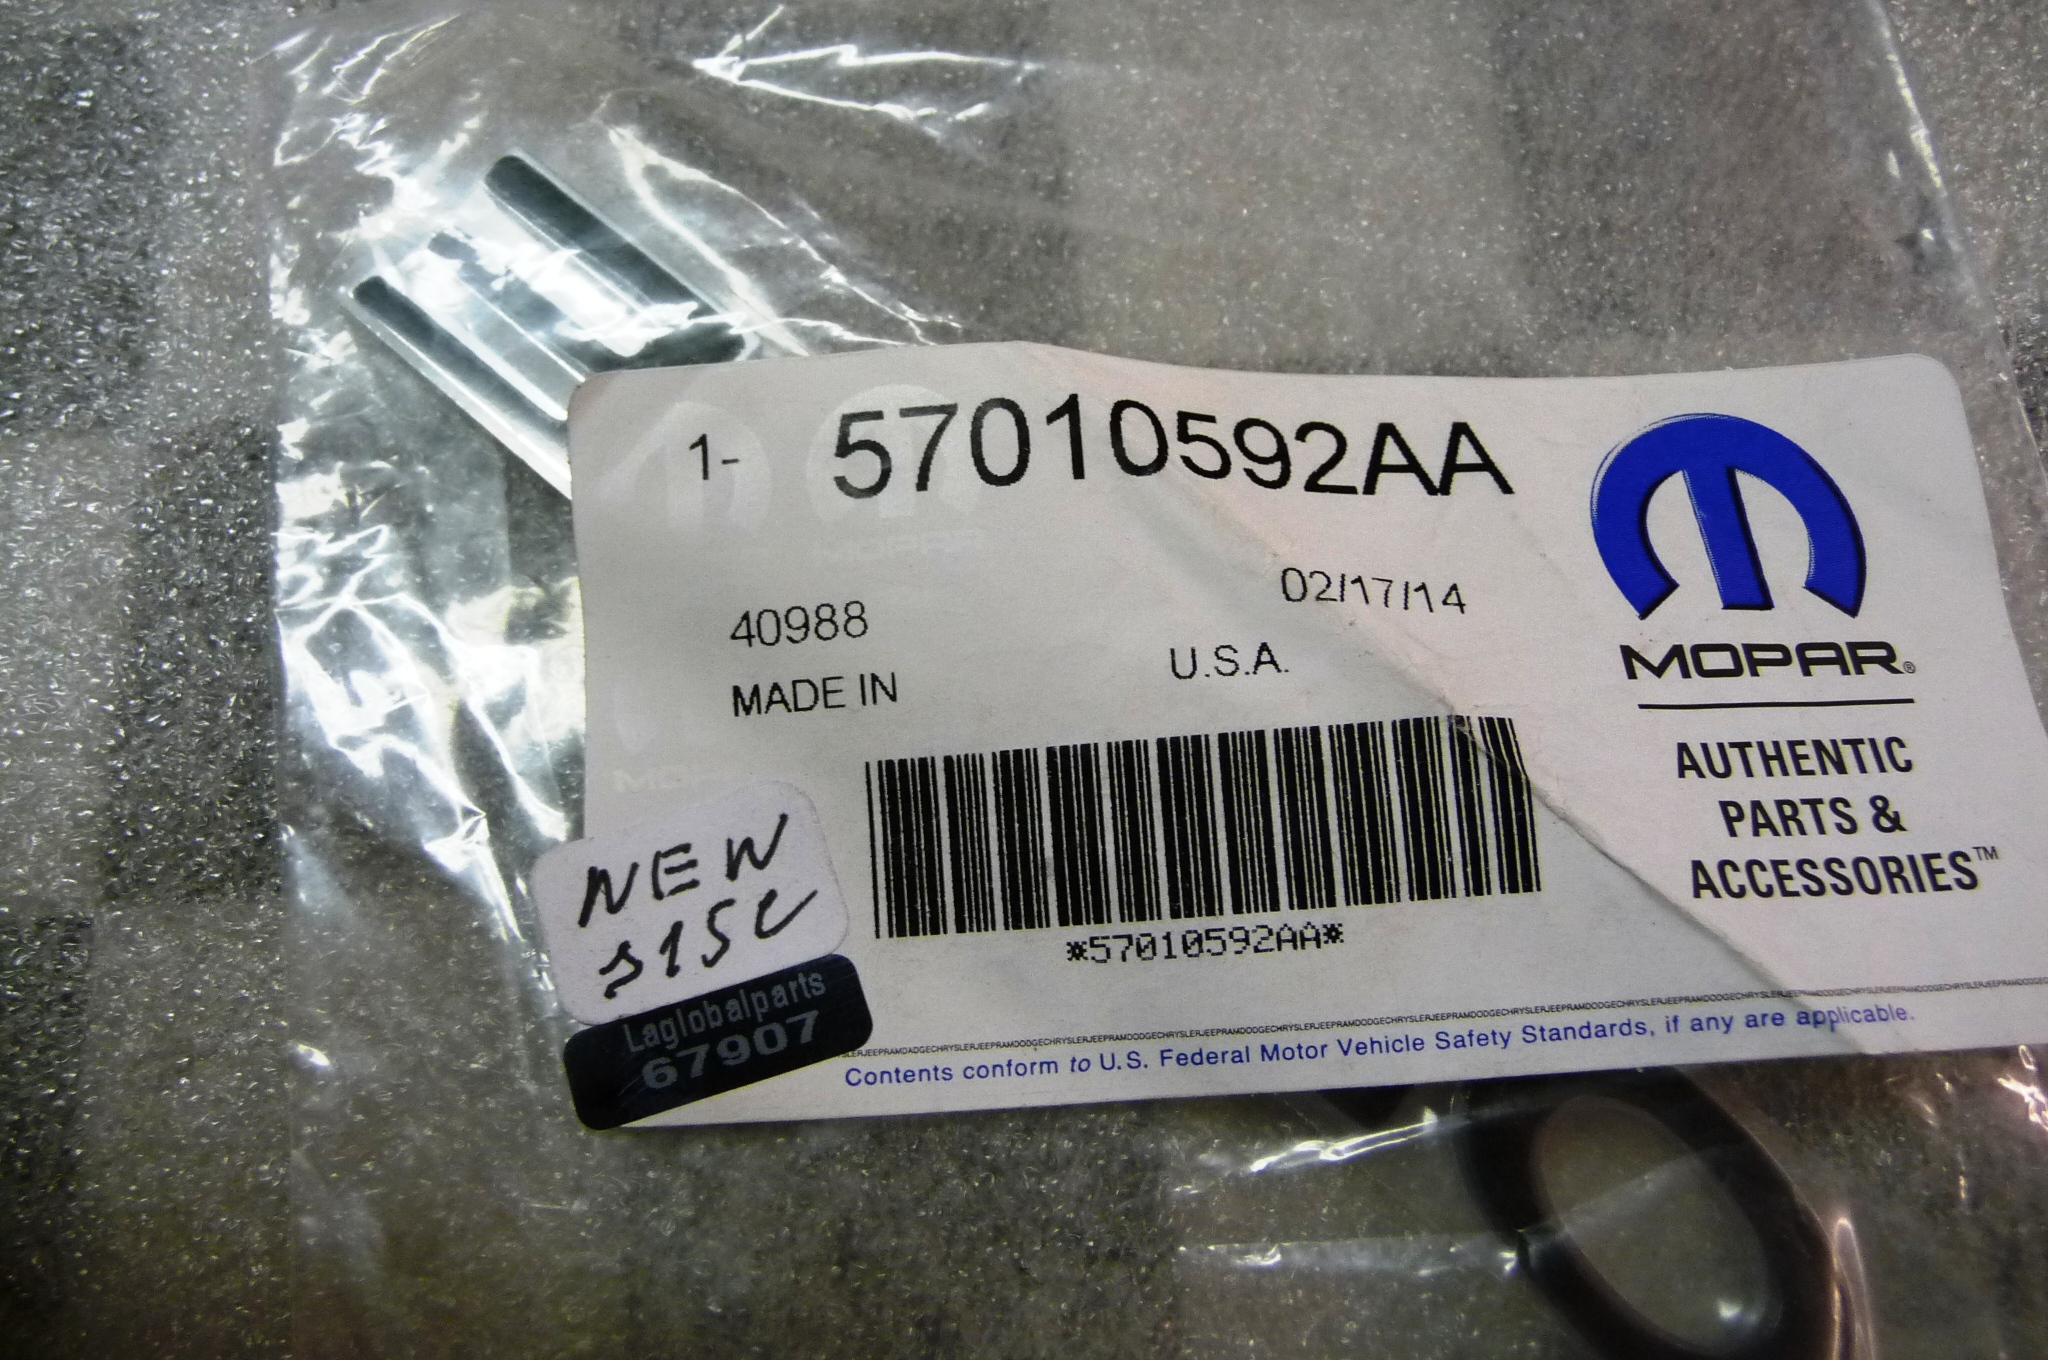 1- 57010592AA
40988 02/17/14
MADE IN U.S.A.
*57010592AA*
MOPAR®
AUTHENTIC
PARTS &
ACCESSORIES™
Contents conform to U.S. Federal Motor Vehicle Safety Standards, if any are applicable.
NEW
Laglobalparts
67907
MOPAR